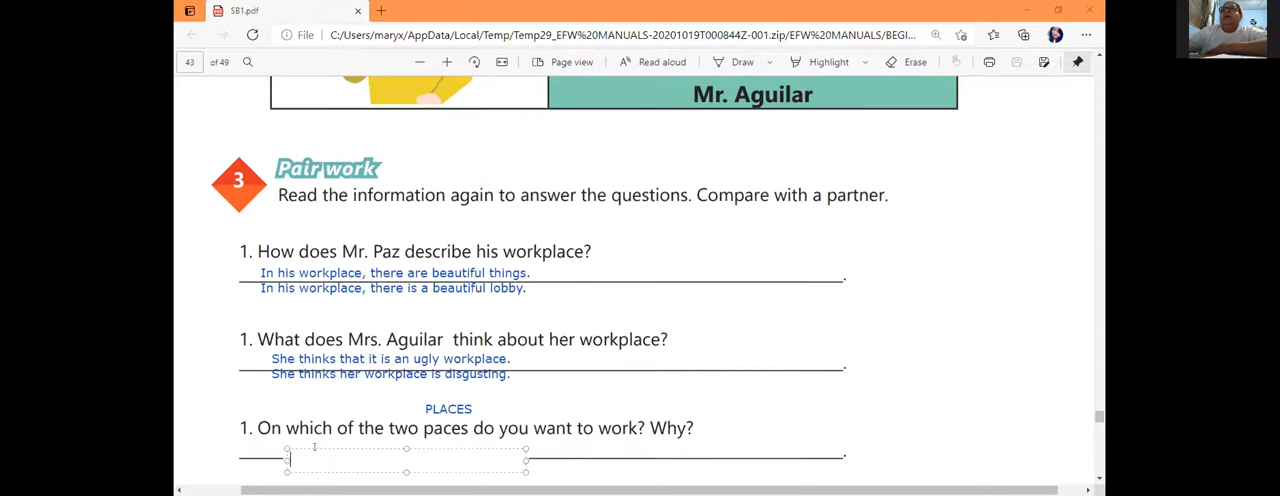 SB1.pdf
File
C:/Users/maryx/AppData/Local/Temp/Temp29_EFW%20MANUALS-20201019T000844Z-001.zip/EFW%20MANUALS/BEGI...
43 of 49
Page view
Read aloud
Draw
Highlight
Erase
Mr. Aguilar
3
Pair work
Read the information again to answer the questions. Compare with a partner.
1. How does Mr. Paz describe his workplace?
In his workplace, there are beautiful things.
In his workplace, there is a beautiful lobby.
1. What does Mrs. Aguilar think about her workplace?
She thinks that it is an ugly workplace.
She thinks her workplace is disgusting.
PLACES
1. On which of the two paces do you want to work? Why?